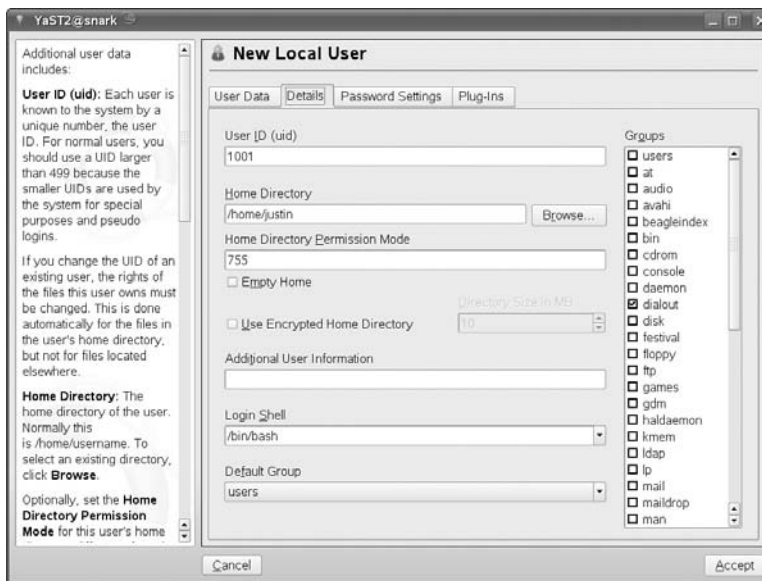 YaST2@snark
Additional user data
includes:
User ID (uid): Each user is
known to the system by a
unique number, the user
ID. For normal users, you
should use a UID larger
than 499 because the
smaller UIDs are used by
the system for special
purposes and pseudo
logins.
If you change the UID of an
existing user, the rights of
the files this user owns must
be changed. This is done
automatically for the files in
the user's home directory,
but not for files located
elsewhere.
Home Directory: The
home directory of the user.
Normally this
is /home/username. To
select an existing directory,
click Browse.
Optionally, set the Home
Directory Permission
Mode for this user's home
New Local User
User Data
Details
Password Settings
Plug-Ins
User ID (uid)
1001
Home Directory
/home/justin
Browse...
Home Directory Permission Mode
755
Empty Home
Directory Size in MB
Use Encrypted Home Directory
10
Additional User Information
Login Shell
/bin/bash
Default Group
users
Groups
users
at
audio
avahi
beagleindex
bin
cdrom
console
daemon
dialout
disk
festival
floppy
ftp
games
gdm
haldaemon
kmem
ldap
lp
mail
maildrop
man
Cancel
Accept